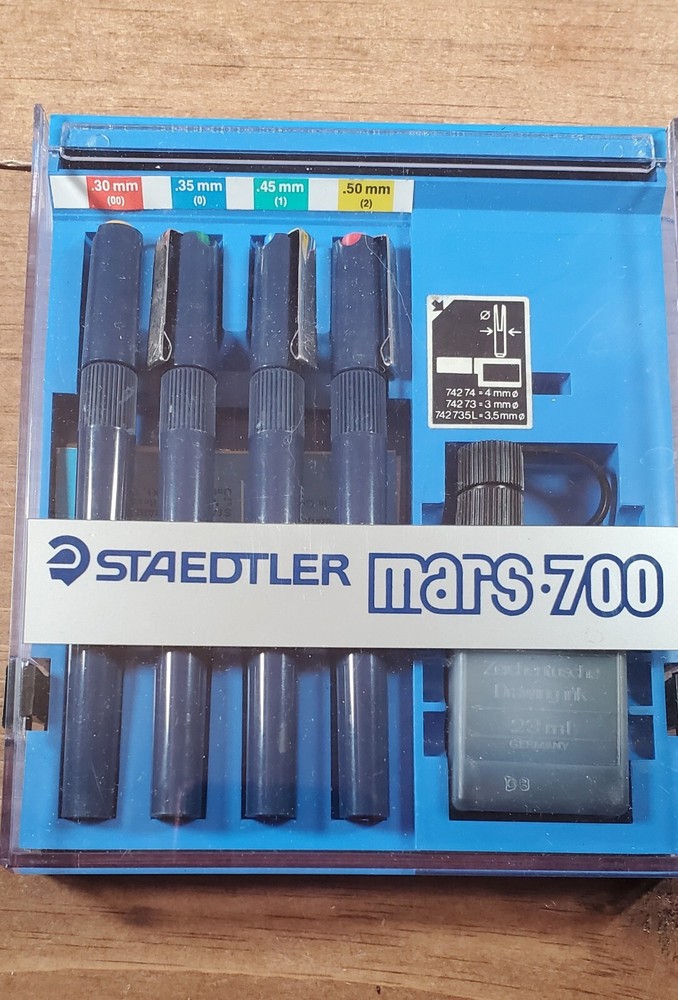 .30 mm .35 mm .45 mm .50 mm
(00) (0) (1) (2)
ø
742 74 = 4 mm ø
742 73 = 3 mm ø
742 735L = 3,5 mm ø
STAEDTLER mars·700
Zeichentusche
Drawing ink
23 ml
GERMANY